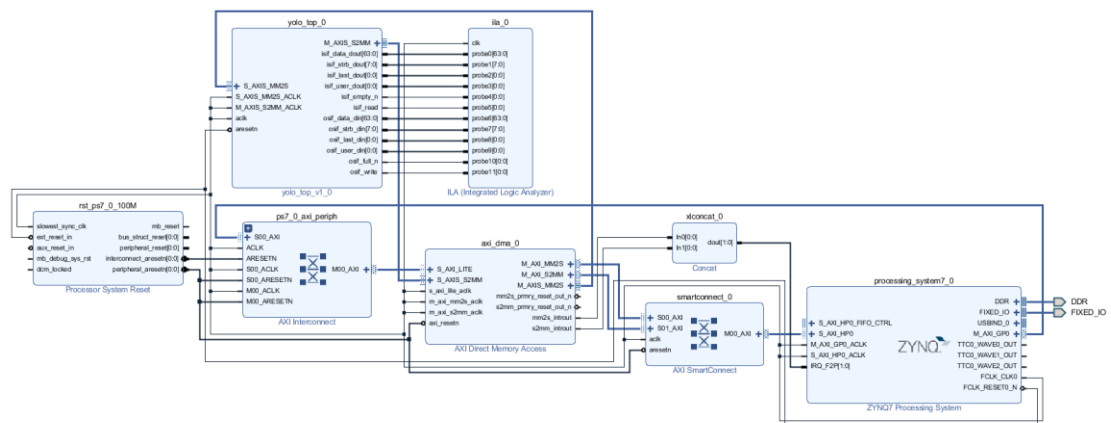 yolo_top_0
M_AXIS_S2MM
isif_data_dout[63:0]
isif_strb_dout[7:0]
isif_last_dout[0:0]
isif_user_dout[0:0]
isif_empty_n
isif_read
osif_data_din[63:0]
osif_strb_din[7:0]
osif_last_din[0:0]
osif_user_din[0:0]
osif_full_n
osif_write
S_AXIS_MM2S
S_AXIS_MM2S_ACLK
M_AXIS_S2MM_ACLK
aclk
aresetn
yolo_top_v1_0
ila_0
clk
probe0[63:0]
probe1[7:0]
probe2[0:0]
probe3[0:0]
probe4[0:0]
probe5[0:0]
probe6[63:0]
probe7[7:0]
probe8[0:0]
probe9[0:0]
probe10[0:0]
probe11[0:0]
ILA (Integrated Logic Analyzer)
rst_ps7_0_100M
slowest_sync_clk
ext_reset_in
aux_reset_in
mb_debug_sys_rst
dcm_locked
mb_reset
bus_struct_reset[0:0]
peripheral_reset[0:0]
interconnect_aresetn[0:0]
peripheral_aresetn[0:0]
Processor System Reset
ps7_0_axi_periph
S00_AXI
ACLK
ARESETN
S00_ACLK
S00_ARESETN
M00_ACLK
M00_ARESETN
M00_AXI
AXI Interconnect
axi_dma_0
S_AXI_LITE
S_AXIS_S2MM
s_axi_lite_aclk
m_axi_mm2s_aclk
m_axi_s2mm_aclk
axi_resetn
M_AXI_MM2S
M_AXI_S2MM
M_AXIS_MM2S
mm2s_prmry_reset_out_n
s2mm_prmry_reset_out_n
mm2s_introut
s2mm_introut
AXI Direct Memory Access
xlconcat_0
In0[0:0]
In1[0:0]
dout[1:0]
Concat
smartconnect_0
S00_AXI
S01_AXI
aclk
aresetn
M00_AXI
AXI SmartConnect
processing_system7_0
S_AXI_HP0_FIFO_CTRL
S_AXI_HP0
M_AXI_GP0_ACLK
S_AXI_HP0_ACLK
IRQ_F2P[1:0]
ZYNQ
DDR
FIXED_IO
USBIND_0
M_AXI_GP0
TTC0_WAVE0_OUT
TTC0_WAVE1_OUT
TTC0_WAVE2_OUT
FCLK_CLK0
FCLK_RESET0_N
ZYNQ7 Processing System
DDR
FIXED_IO